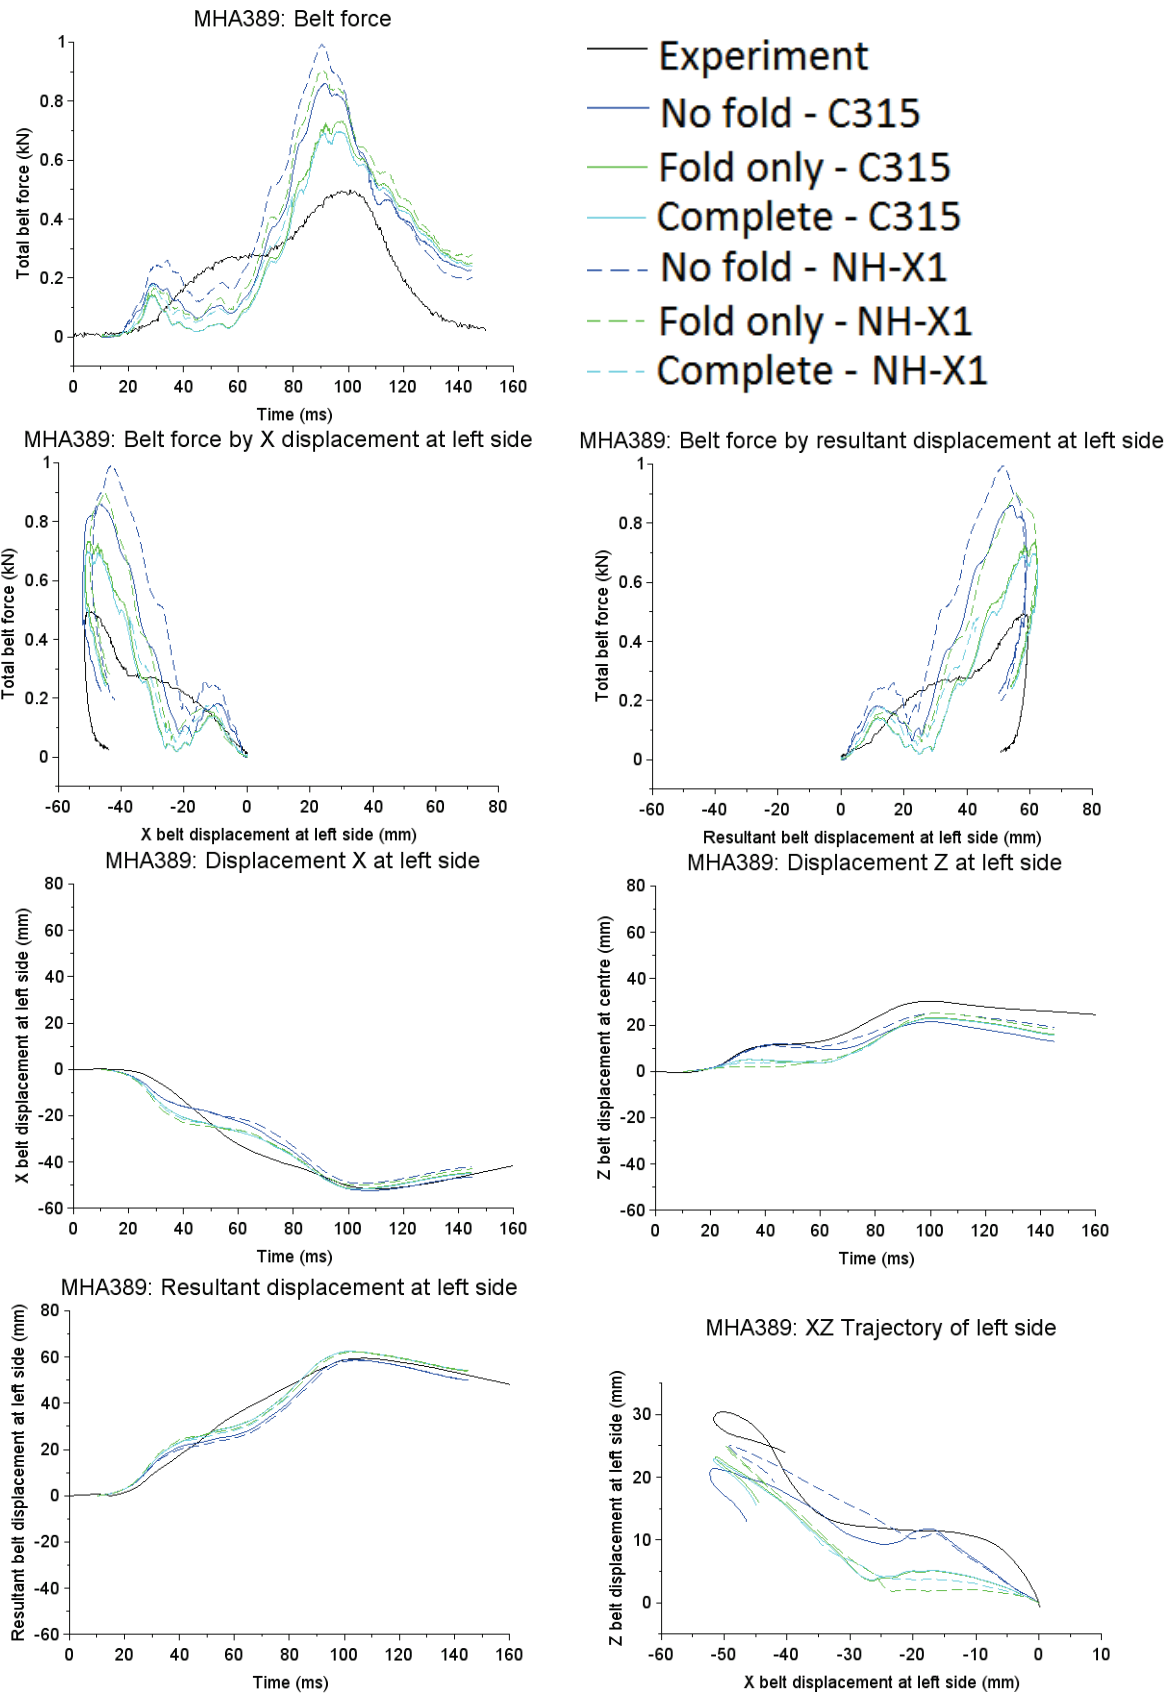 MHA389: Belt force
1
0.8
0.6
0.4
0.2
0
Total belt force (kN)
0 20 40 60 80 100 120 140 160
Time (ms)
Experiment
No fold - C315
Fold only - C315
Complete - C315
No fold - NH-X1
Fold only - NH-X1
Complete - NH-X1
MHA389: Belt force by X displacement at left side
1
0.8
0.6
0.4
0.2
0
Total belt force (kN)
-60 -40 -20 0 20 40 60 80
X belt displacement at left side (mm)
MHA389: Belt force by resultant displacement at left side
1
0.8
0.6
0.4
0.2
0
Total belt force (kN)
-60 -40 -20 0 20 40 60 80
Resultant belt displacement at left side (mm)
MHA389: Displacement X at left side
80
60
40
20
0
-20
-40
-60
X belt displacement at left side (mm)
0 20 40 60 80 100 120 140 160
Time (ms)
MHA389: Displacement Z at left side
80
60
40
20
0
-20
-40
-60
Z belt displacement at centre (mm)
0 20 40 60 80 100 120 140 160
Time (ms)
MHA389: Resultant displacement at left side
80
60
40
20
0
-20
-40
-60
Resultant belt displacement at left side (mm)
0 20 40 60 80 100 120 140 160
Time (ms)
MHA389: XZ Trajectory of left side
30
20
10
0
Z belt displacement at left side (mm)
-60 -50 -40 -30 -20 -10 0 10
X belt displacement at left side (mm)